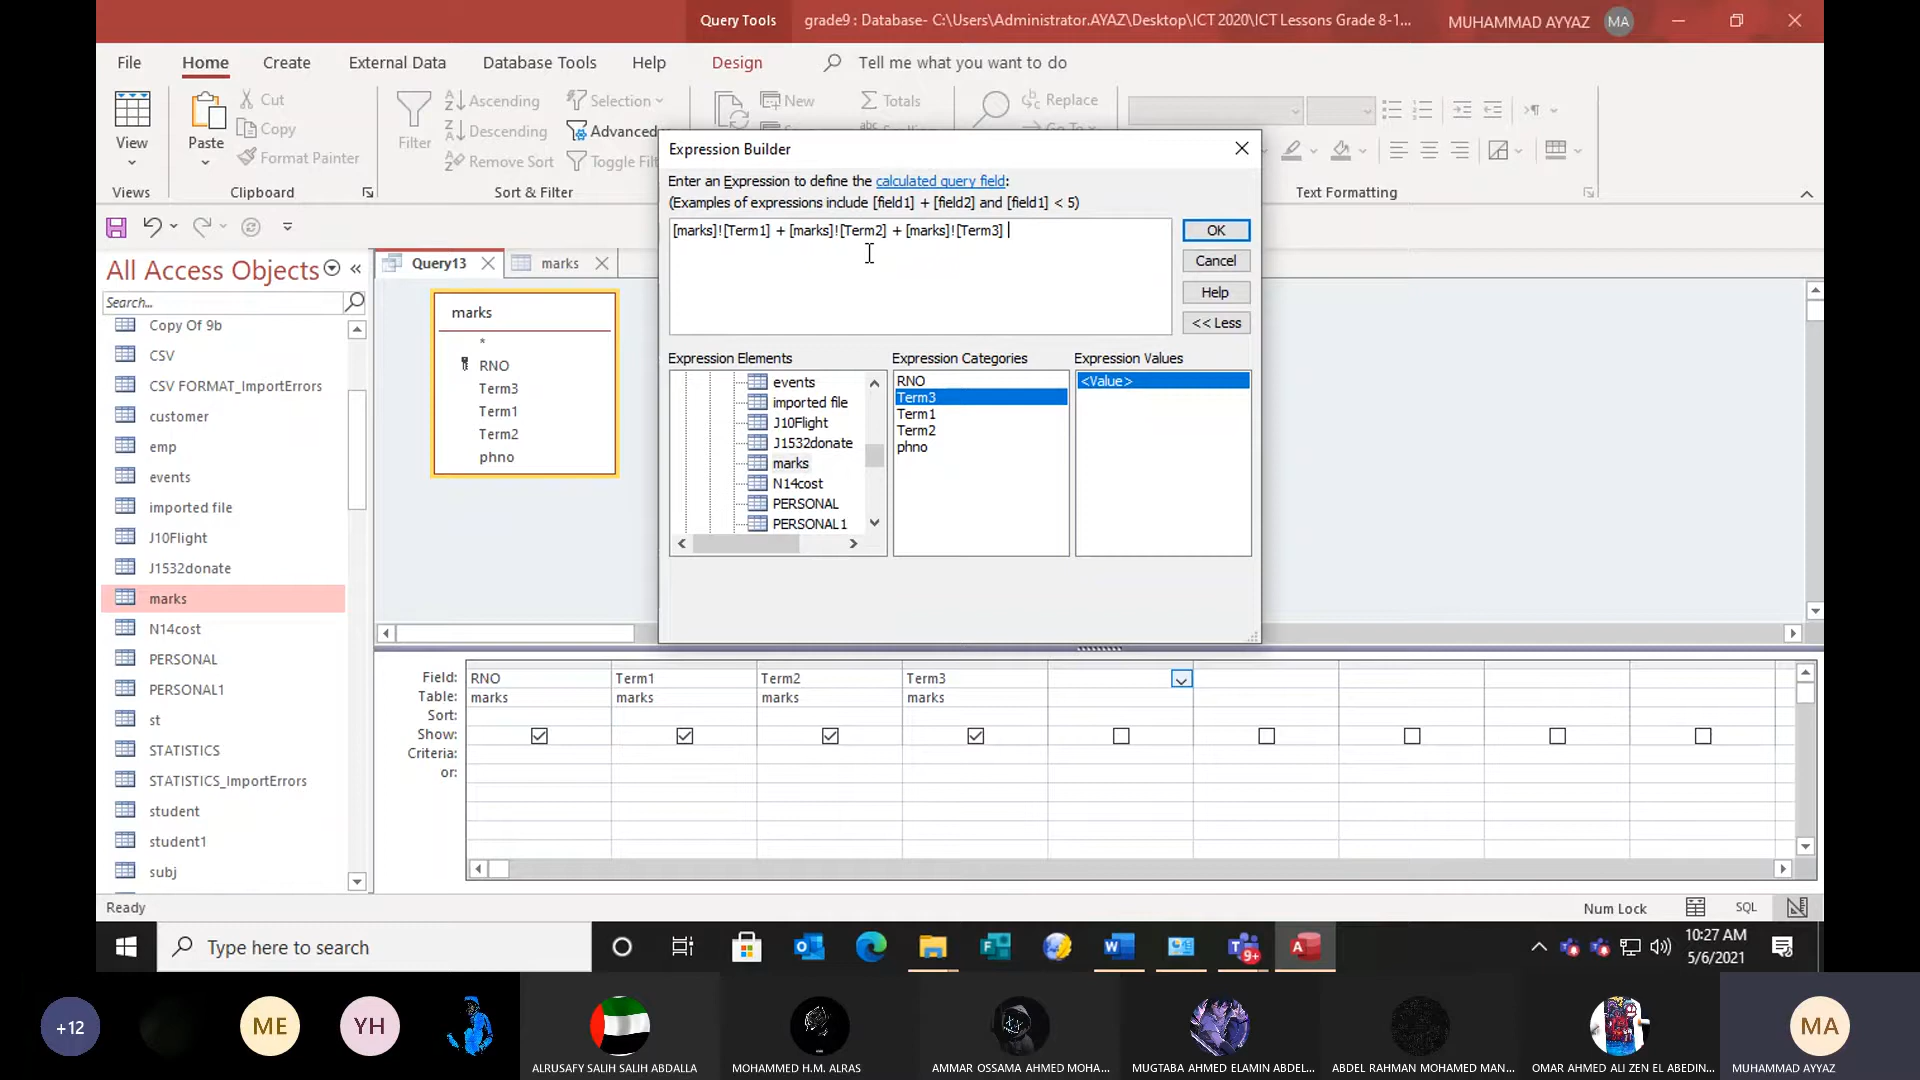 Query Tools
grade9 : Database- C:\Users\Administrator.AYAZ\Desktop\ICT 2020\ICT Lessons Grade 8-1...
MUHAMMAD AYYAZ
MA
File
Home
Create
External Data
Database Tools
Help
Design
Tell me what you want to do
View
Views
Paste
Cut
Copy
Format Painter
Clipboard
Filter
Ascending
Descending
Remove Sort
Selection
Advanced
Toggle Filt
Sort & Filter
New
Totals
Replace
Text Formatting
All Access Objects
Search...
Copy Of 9b
CSV
CSV FORMAT_ImportErrors
customer
emp
events
imported file
J10Flight
J1532donate
marks
N14cost
PERSONAL
PERSONAL1
st
STATISTICS
STATISTICS_ImportErrors
student
student1
subj
Query13
marks
marks
*
RNO
Term3
Term1
Term2
phno
Expression Builder
Enter an Expression to define the calculated query field:
(Examples of expressions include [field1] + [field2] and [field1] < 5)
[marks]![Term1] + [marks]![Term2] + [marks]![Term3]
OK
Cancel
Help
<< Less
Expression Elements
events
imported file
J10Flight
J1532donate
marks
N14cost
PERSONAL
PERSONAL1
Expression Categories
RNO
Term3
Term1
Term2
phno
Expression Values
<Value>
Field: RNO Term1 Term2 Term3
Table: marks marks marks marks
Sort:
Show:
Criteria:
or:
Ready
Num Lock
SQL
Type here to search
9+
10:27 AM
5/6/2021
+12
ME
YH
MA
ALRUSAFY SALIH SALIH ABDALLA
MOHAMMED H.M. ALRAS
AMMAR OSSAMA AHMED MOHA...
MUGTABA AHMED ELAMIN ABDEL...
ABDEL RAHMAN MOHAMED MAN...
OMAR AHMED ALI ZEN EL ABEDIN...
MUHAMMAD AYYAZ